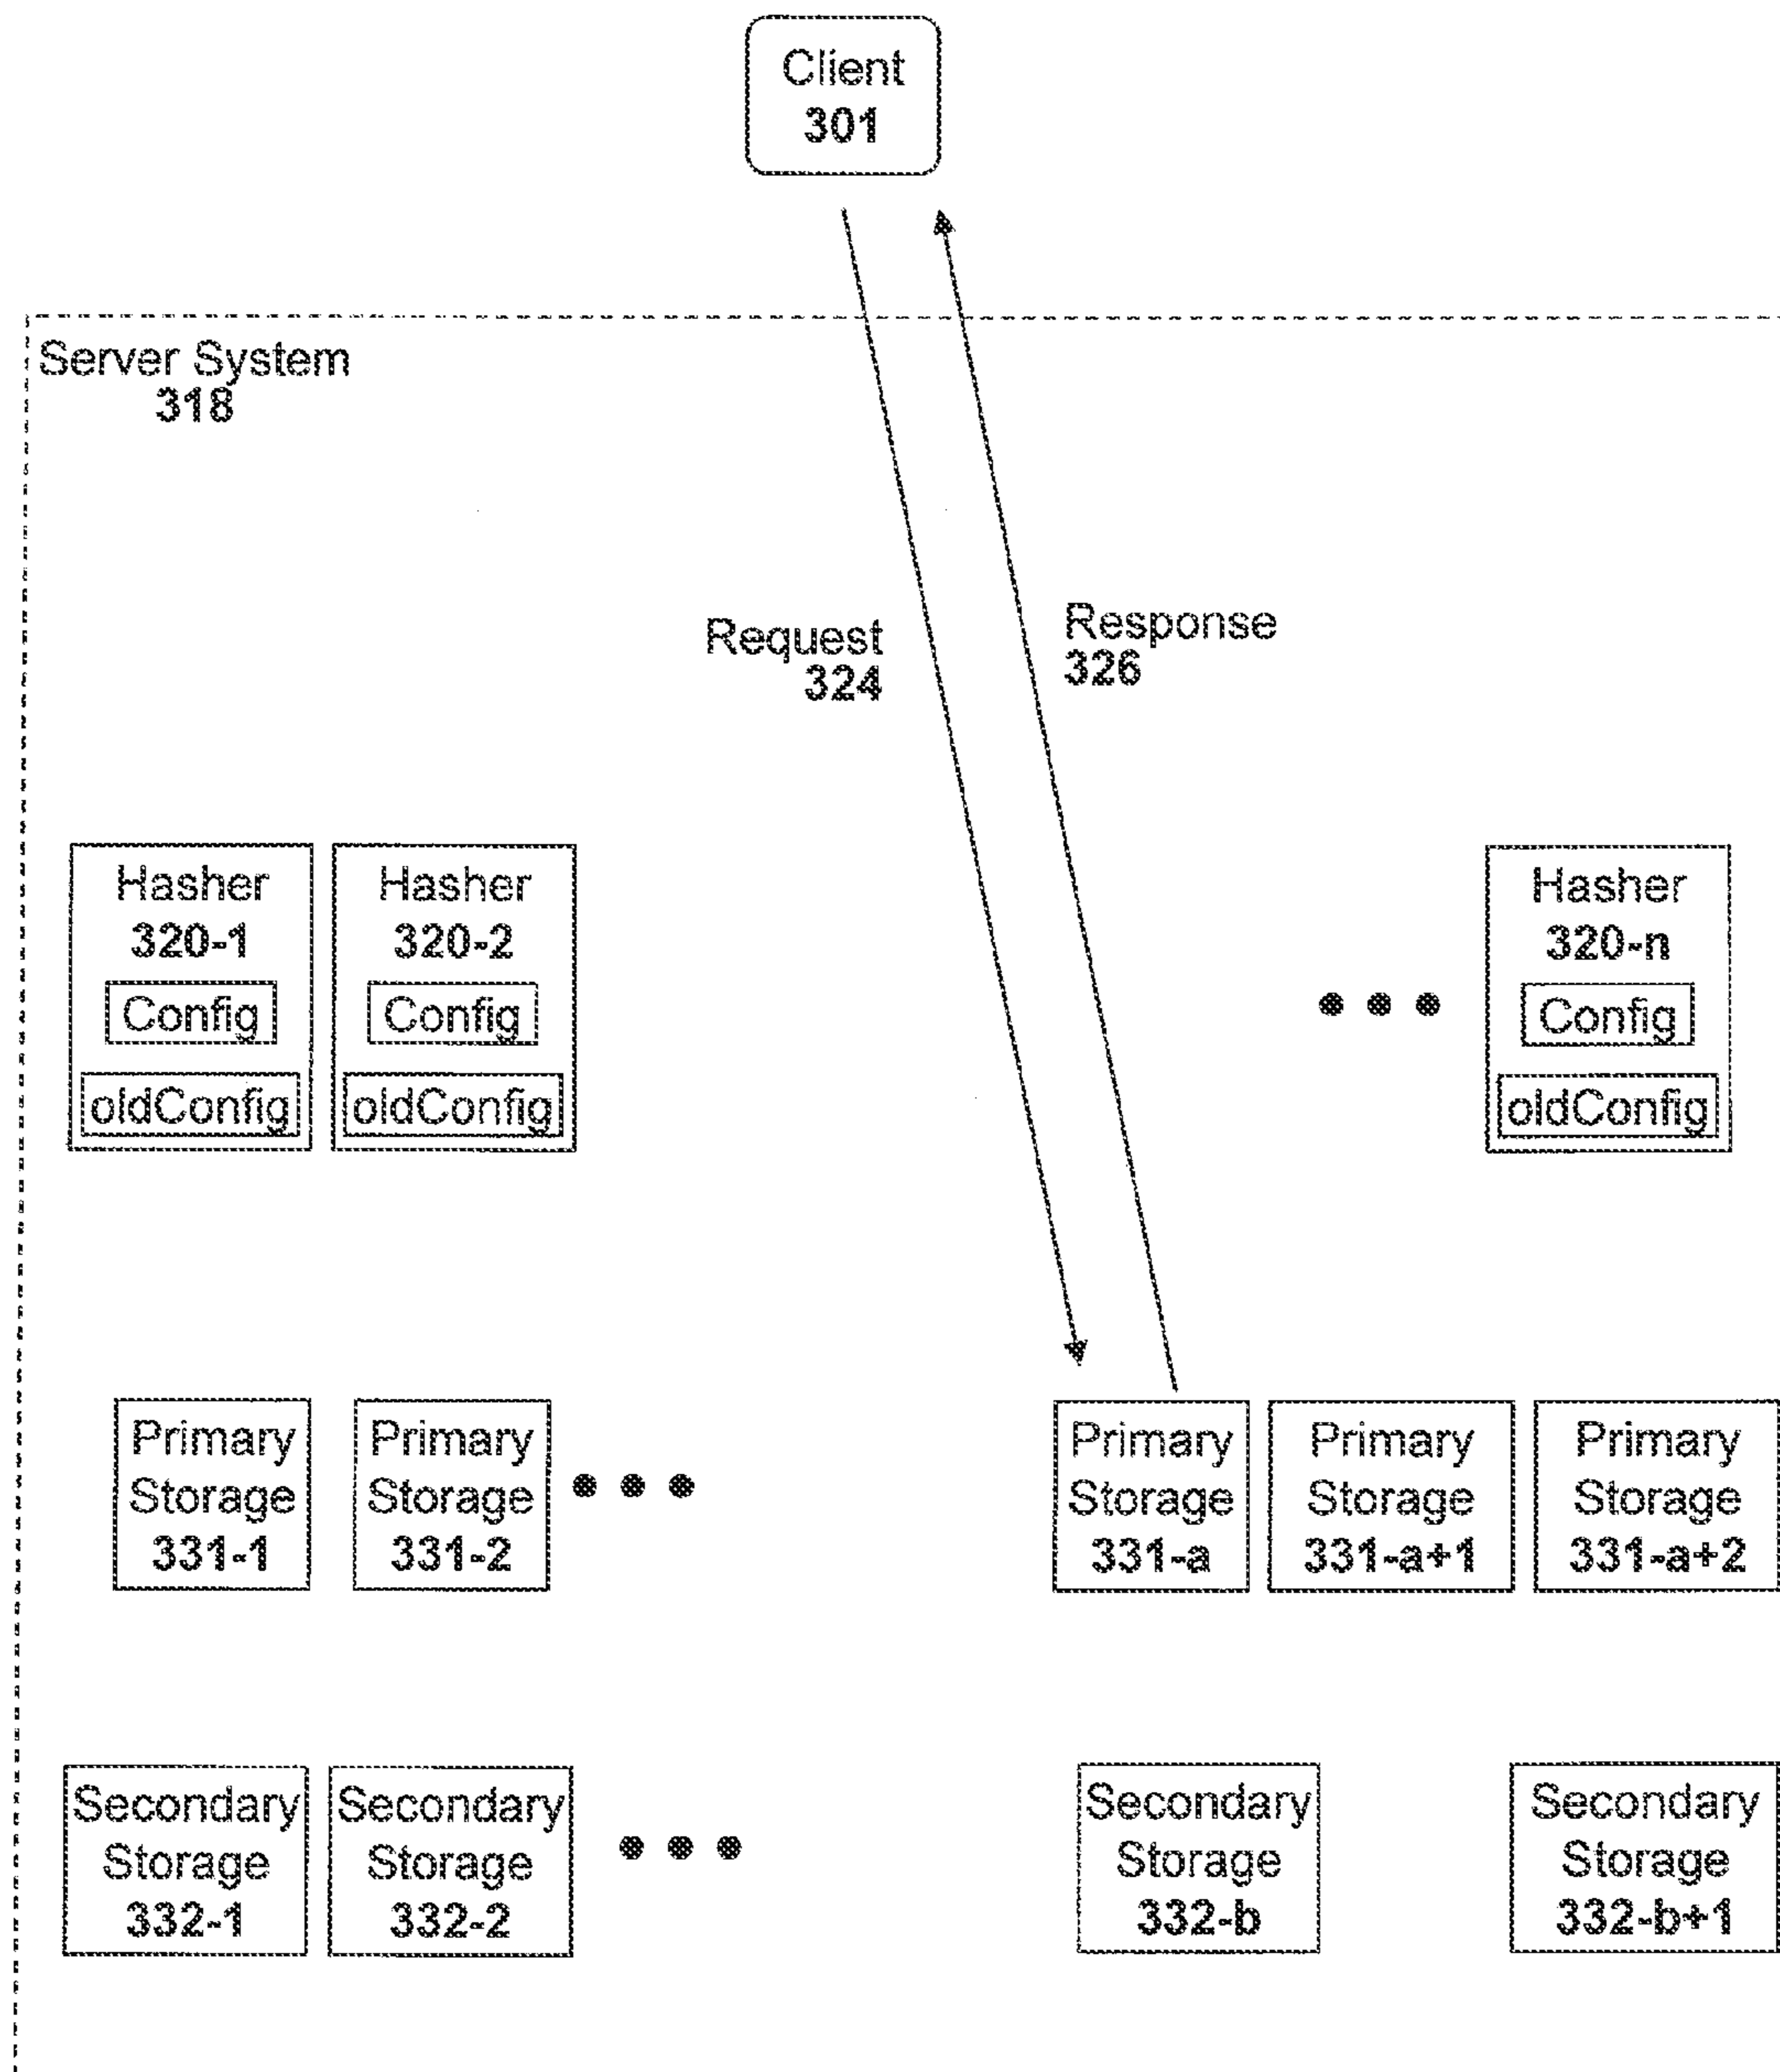 Client
301
Server System
318
Request
324
Response
326
Hasher
320-1
Config
oldConfig
Hasher
320-2
Config
oldConfig
Hasher
320-n
Config
oldConfig
Primary
Storage
331-1
Primary
Storage
331-2
Primary
Storage
331-a
Primary
Storage
331-a+1
Primary
Storage
331-a+2
Secondary
Storage
332-1
Secondary
Storage
332-2
Secondary
Storage
332-b
Secondary
Storage
332-b+1